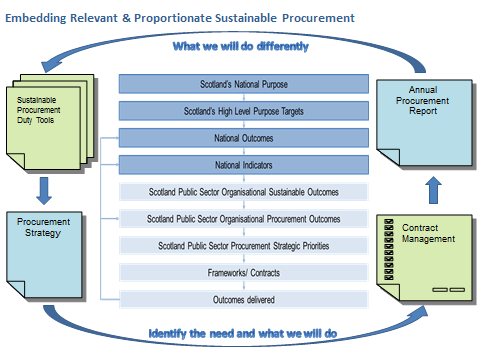 Embedding Relevant & Proportionate Sustainable Procurement
What we will do differently
Sustainable
Procurement
Duty Tools
Procurement
Strategy
Scotland's National Purpose
Scotland's High Level Purpose Targets
National Outcomes
National Indicators
Scotland Public Sector Organisational Sustainable Outcomes
Scotland Public Sector Organisational Procurement Outcomes
Scotland Public Sector Procurement Strategic Priorities
Frameworks/ Contracts
Outcomes delivered
Annual
Procurement
Report
Contract
Management
Identify the need and what we will do